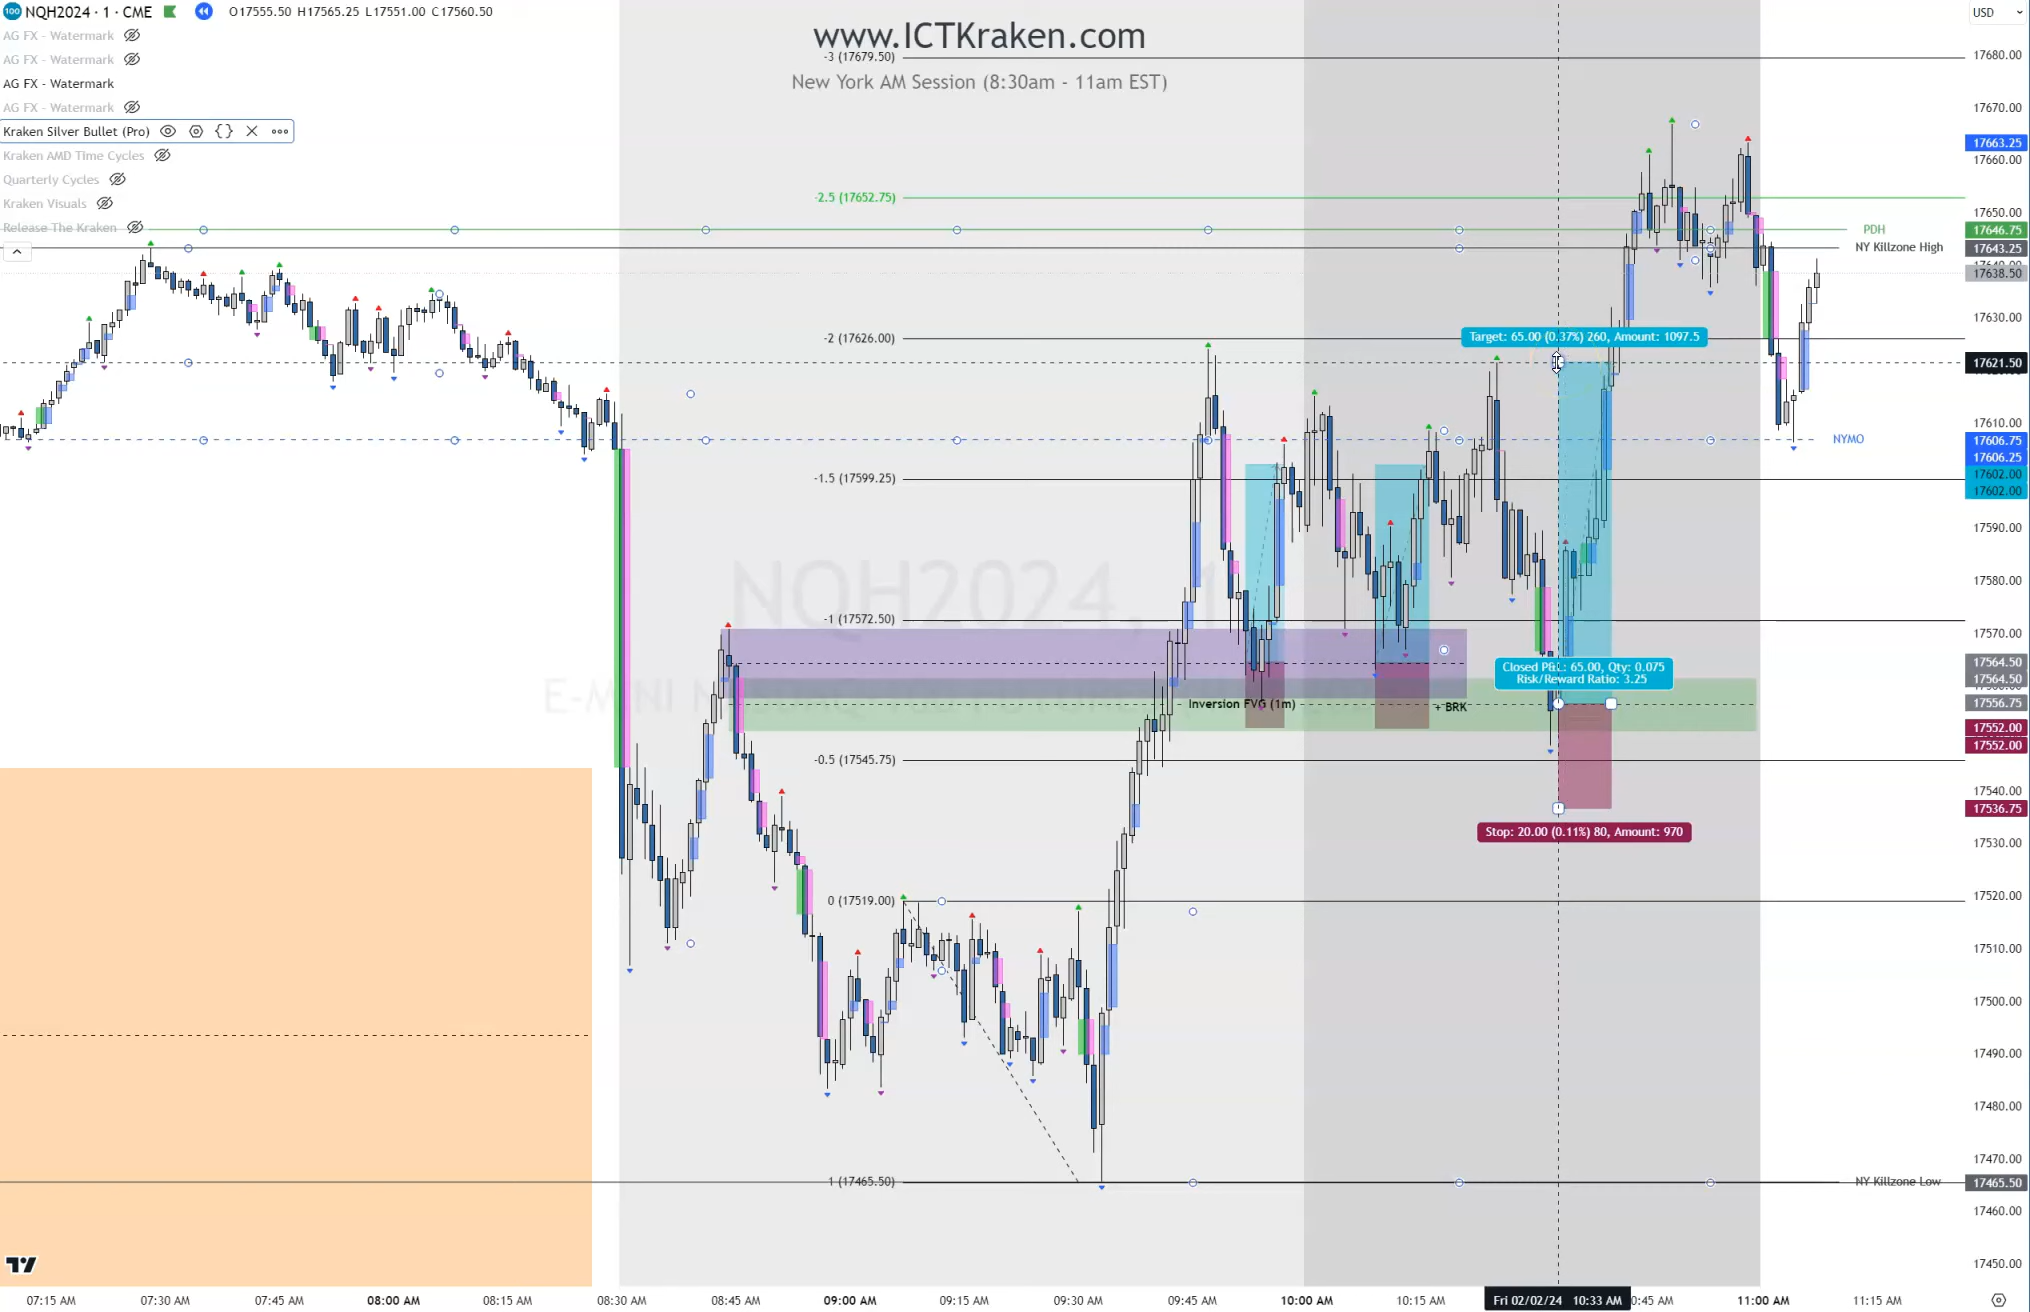 NQH2024 · 1 · CME
O17555.50 H17565.25 L17551.00 C17560.50
USD
AG FX - Watermark
AG FX - Watermark
AG FX - Watermark
AG FX - Watermark
Kraken Silver Bullet (Pro)
Kraken AMD Time Cycles
Quarterly Cycles
Kraken Visuals
Release The Kraken
www.ICTKraken.com
New York AM Session (8:30am - 11am EST)
-3 (17679.50)
-2.5 (17652.75)
PDH
NY Killzone High
-2 (17626.00)
Target: 65.00 (0.37%) 260, Amount: 1097.5
NYMO
-1.5 (17599.25)
NQH2024, 1
-1 (17572.50)
Closed P&L: 65.00, Qty: 0.075
Risk/Reward Ratio: 3.25
Inversion FVG (1m)
+ BRK
-0.5 (17545.75)
Stop: 20.00 (0.11%) 80, Amount: 970
0 (17519.00)
1 (17465.50)
NY Killzone Low
17680.00
17670.00
17663.25
17660.00
17650.00
17646.75
17643.25
17638.50
17630.00
17621.50
17610.00
17606.75
17606.25
17602.00
17602.00
17590.00
17580.00
17570.00
17564.50
17564.50
17556.75
17552.00
17552.00
17540.00
17536.75
17530.00
17520.00
17510.00
17500.00
17490.00
17480.00
17470.00
17465.50
17460.00
17450.00
07:15 AM
07:30 AM
07:45 AM
08:00 AM
08:15 AM
08:30 AM
08:45 AM
09:00 AM
09:15 AM
09:30 AM
09:45 AM
10:00 AM
10:15 AM
Fri 02/02/24 10:33 AM
0:45 AM
11:00 AM
11:15 AM